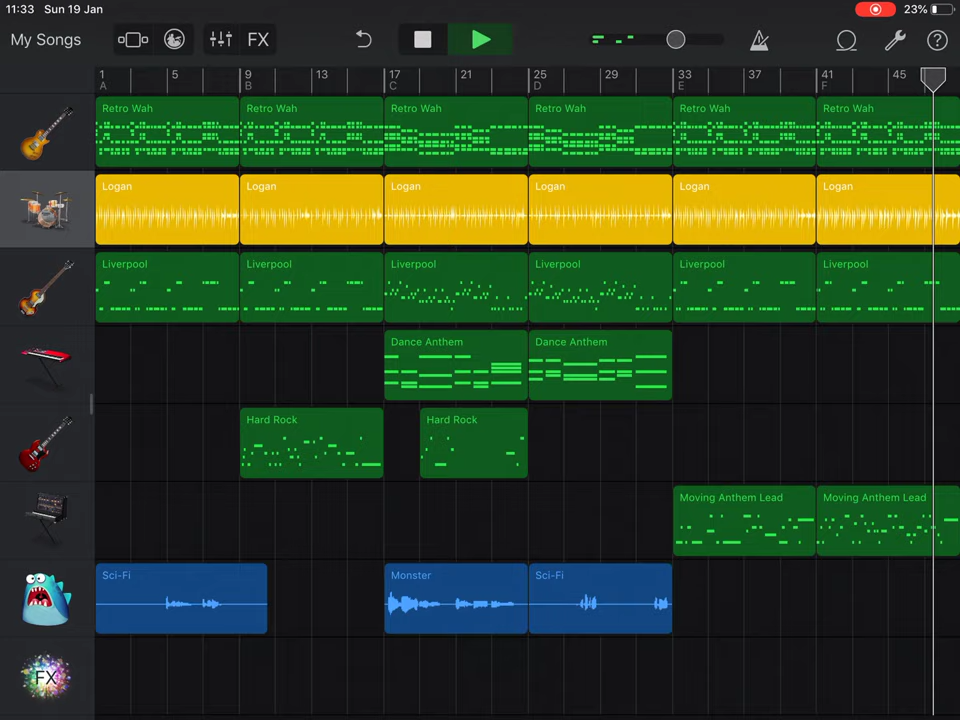 11:33 Sun 19 Jan 23%
My Songs FX ?
1 5 9 13 17 21 25 29 33 37 41 45
A B C D E F
Retro Wah Retro Wah Retro Wah Retro Wah Retro Wah Retro Wah
Logan Logan Logan Logan Logan Logan
Liverpool Liverpool Liverpool Liverpool Liverpool Liverpool
Dance Anthem Dance Anthem
Hard Rock Hard Rock
Moving Anthem Lead Moving Anthem Lead
Sci-Fi Monster Sci-Fi
FX